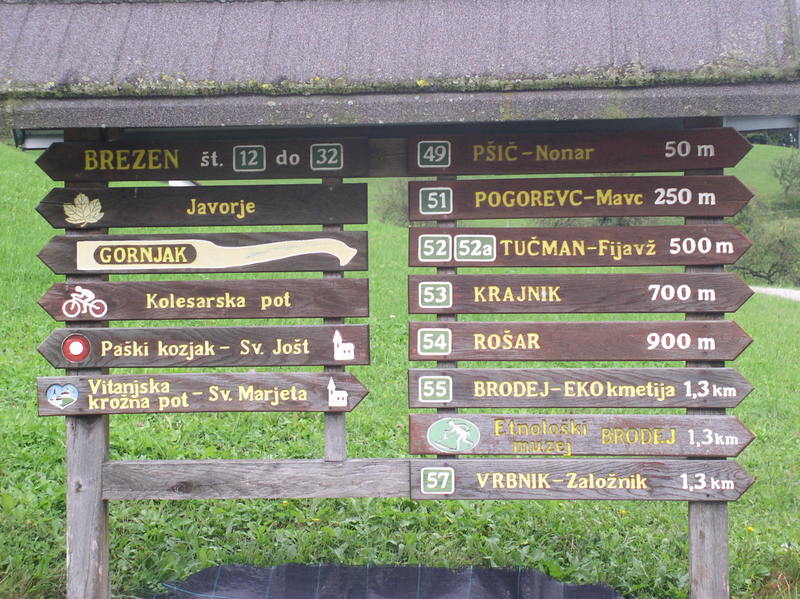 BREZEN št. 12 do 32
Javorje
GORNJAK
Kolesarska pot
Paški kozjak - Sv. Jošt
Vitanjska
krožna pot - Sv. Marjeta
49 PŠIČ-Nonar 50 m
51 POGOREVC-Mavc 250 m
52 52a TUČMAN-Fijavž 500 m
53 KRAJNIK 700 m
54 ROŠAR 900 m
55 BRODEJ-EKO kmetija 1,3 km
Etnološki
muzej BRODEJ 1,3 km
57 VRBNIK-Založnik 1,3 km